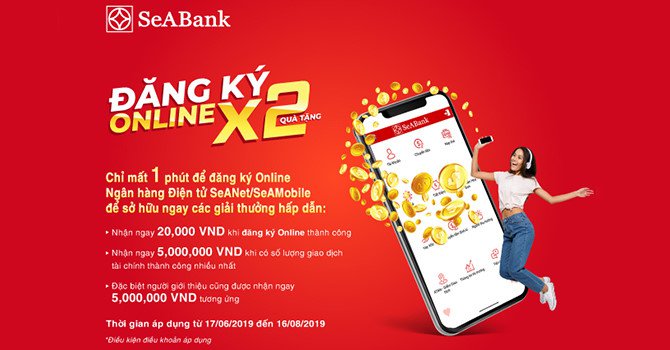 SeABank
ĐĂNG KÝ
ONLINE X2
QUÀ TẶNG
Chỉ mất 1 phút để đăng ký Online
Ngân hàng Điện tử SeANet/SeAMobile
để sở hữu ngay các giải thưởng hấp dẫn:
Nhận ngay 20,000 VND khi đăng ký Online thành công
Nhận ngay 5,000,000 VND khi có số lượng giao dịch
tài chính thành công nhiều nhất
Đặc biệt người giới thiệu cũng được nhận ngay
5,000,000 VND tương ứng
Thời gian áp dụng từ 17/06/2019 đến 16/08/2019
*Điều kiện điều khoản áp dụng
SeABank
Tài khoản
Chuyển tiền